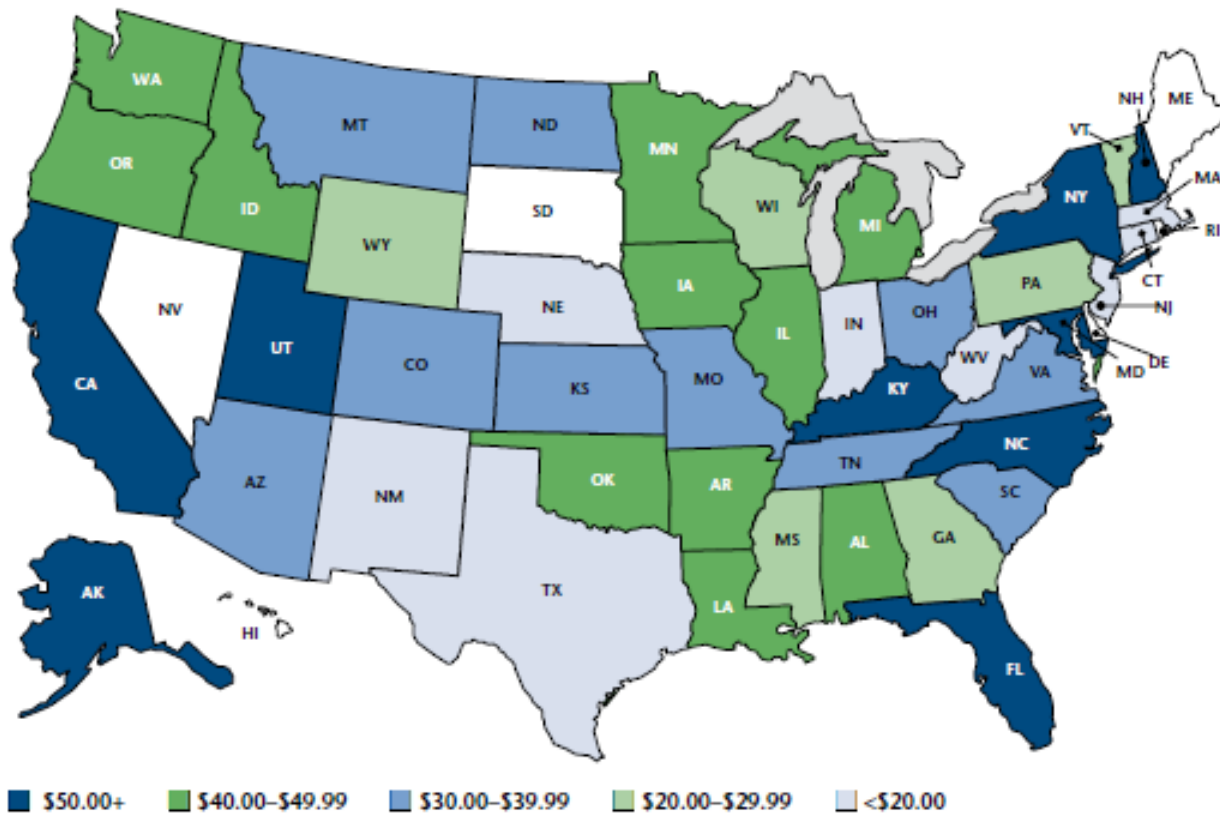 WA
MT
ND
MN
OR
ID
WY
SD
WI
MI
NH
ME
VT
NY
MA
RI
CT
NJ
PA
NV
UT
CO
NE
IA
IL
IN
OH
WV
DE
MD
VA
CA
KS
MO
KY
NC
AZ
NM
OK
AR
TN
SC
MS
AL
GA
TX
LA
AK
HI
FL
$50.00+ $40.00–$49.99 $30.00–$39.99 $20.00–$29.99 <$20.00